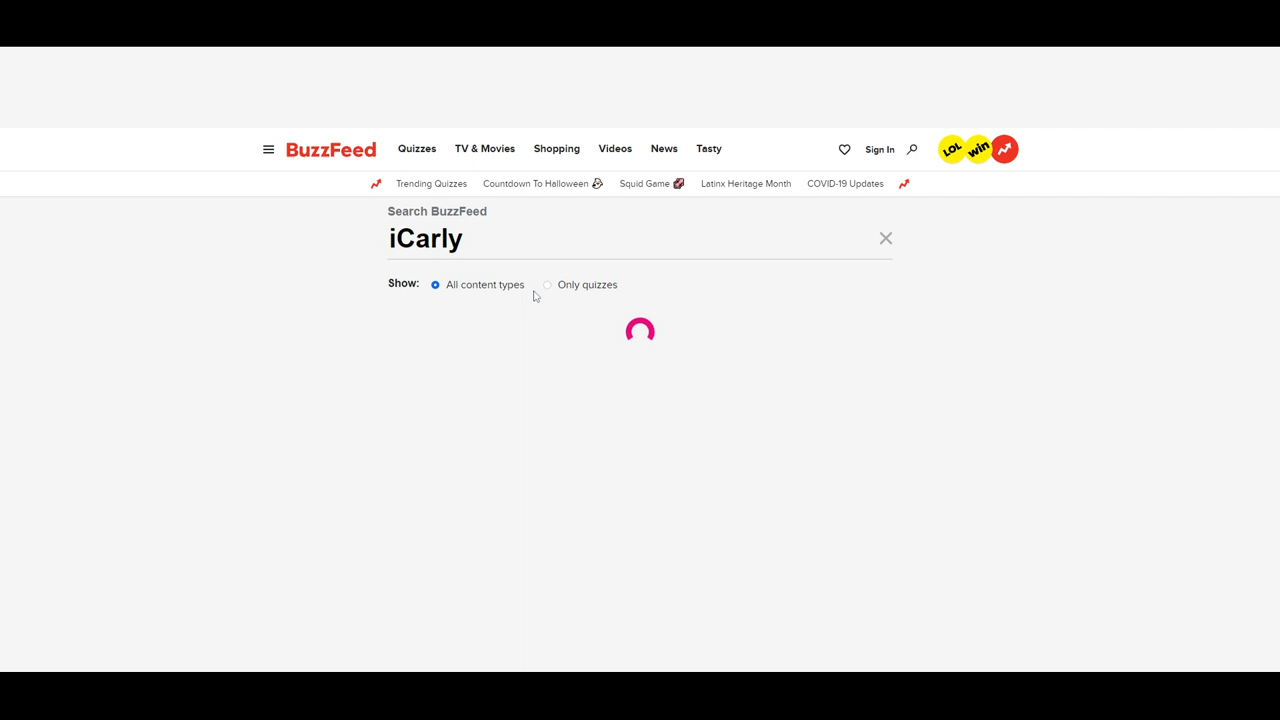 BuzzFeed Quizzes TV & Movies Shopping Videos News Tasty Sign In LOL win
Trending Quizzes Countdown To Halloween Squid Game Latinx Heritage Month COVID-19 Updates
Search BuzzFeed
iCarly
Show: All content types Only quizzes